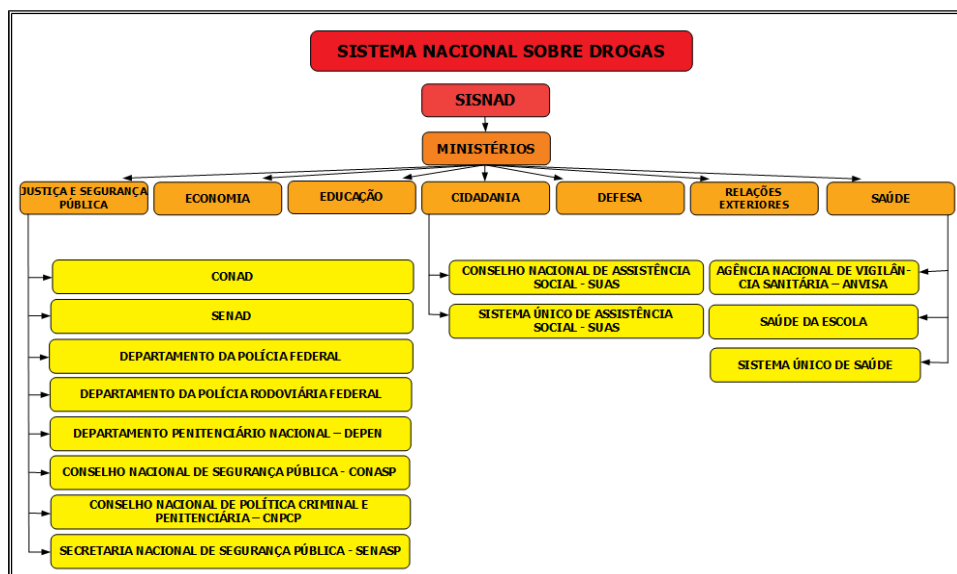 SISTEMA NACIONAL SOBRE DROGAS
SISNAD
MINISTÉRIOS
JUSTIÇA E SEGURANÇA
PÚBLICA
ECONOMIA
EDUCAÇÃO
CIDADANIA
DEFESA
RELAÇÕES
EXTERIORES
SAÚDE
CONAD
SENAD
DEPARTAMENTO DA POLÍCIA FEDERAL
DEPARTAMENTO DA POLÍCIA RODOVIÁRIA FEDERAL
DEPARTAMENTO PENITENCIÁRIO NACIONAL – DEPEN
CONSELHO NACIONAL DE SEGURANÇA PÚBLICA - CONASP
CONSELHO NACIONAL DE POLÍTICA CRIMINAL E
PENITENCIÁRIA – CNPCP
SECRETARIA NACIONAL DE SEGURANÇA PÚBLICA - SENASP
CONSELHO NACIONAL DE ASSISTÊNCIA
SOCIAL - SUAS
SISTEMA ÚNICO DE ASSISTÊNCIA
SOCIAL - SUAS
AGÊNCIA NACIONAL DE VIGILÂN-
CIA SANITÁRIA – ANVISA
SAÚDE DA ESCOLA
SISTEMA ÚNICO DE SAÚDE